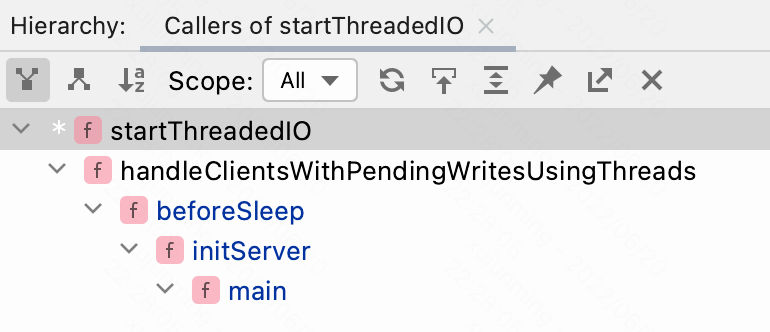 Hierarchy: Callers of startThreadedIO
Scope: All
* f startThreadedIO
f handleClientsWithPendingWritesUsingThreads
f beforeSleep
f initServer
f main